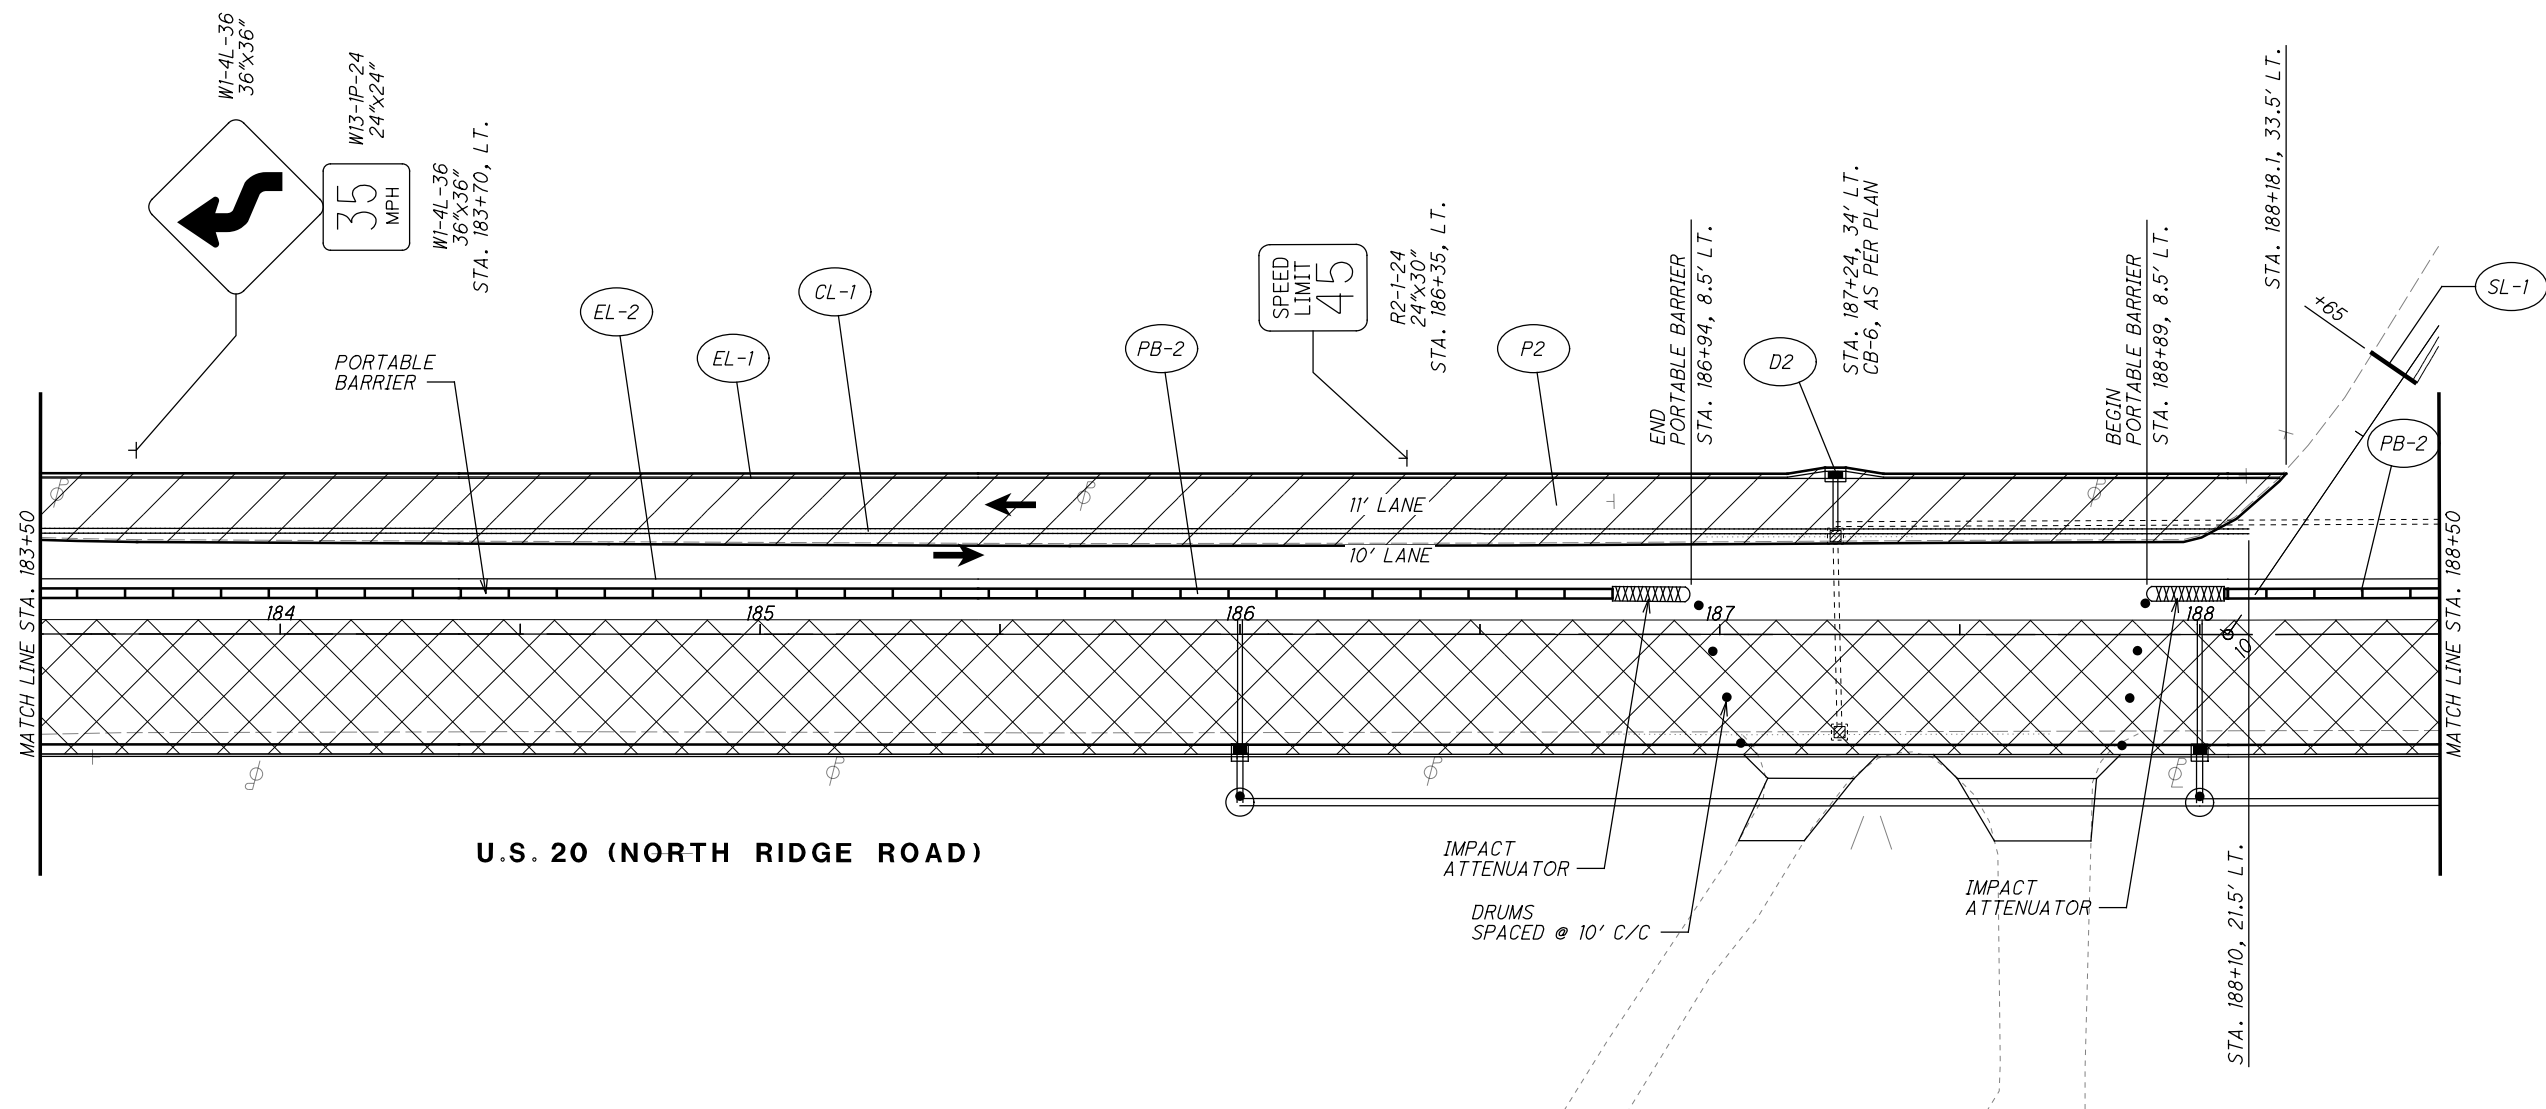 W1-4L-36
36"x36"
W13-1P-24
24"x24"
35
MPH
W1-4L-36
36"x36"
STA. 183+70, LT.
PORTABLE
BARRIER
EL-2
EL-1
CL-1
PB-2
SPEED
LIMIT
45
R2-1-24
24"x30"
STA. 186+35, LT.
P2
END
PORTABLE BARRIER
STA. 186+94, 8.5' LT.
D2
STA. 187+24, 34' LT.
CB-6, AS PER PLAN
BEGIN
PORTABLE BARRIER
STA. 188+89, 8.5' LT.
STA. 188+18.1, 33.5' LT.
+65
SL-1
PB-2
11' LANE
10' LANE
MATCH LINE STA. 183+50
184
185
186
187
188
10
MATCH LINE STA. 188+50
U.S. 20 (NORTH RIDGE ROAD)
IMPACT
ATTENUATOR
DRUMS
SPACED @ 10' C/C
IMPACT
ATTENUATOR
STA. 188+10, 21.5' LT.